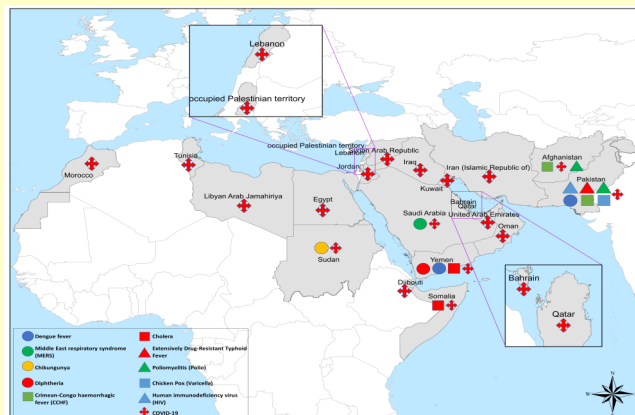 Lebanon
occupied Palestinian territory
occupied Palestinian territory
Lebanon
Syrian Arab Republic
Jordan
Iraq
Iran (Islamic Republic of)
Afghanistan
Pakistan
Kuwait
Bahrain
Qatar
United Arab Emirates
Oman
Saudi Arabia
Yemen
Morocco
Tunisia
Libyan Arab Jamahiriya
Egypt
Sudan
Djibouti
Somalia
Bahrain
Qatar
Dengue fever
Middle East respiratory syndrome
(MERS)
Chikungunya
Diphtheria
Crimean-Congo haemorrhagic
fever (CCHF)
Cholera
Extensively Drug-Resistant Typhoid
Fever
Poliomyelitis (Polio)
Chicken Pox (Varicella)
Human immunodeficiency virus
(HIV)
COVID-19